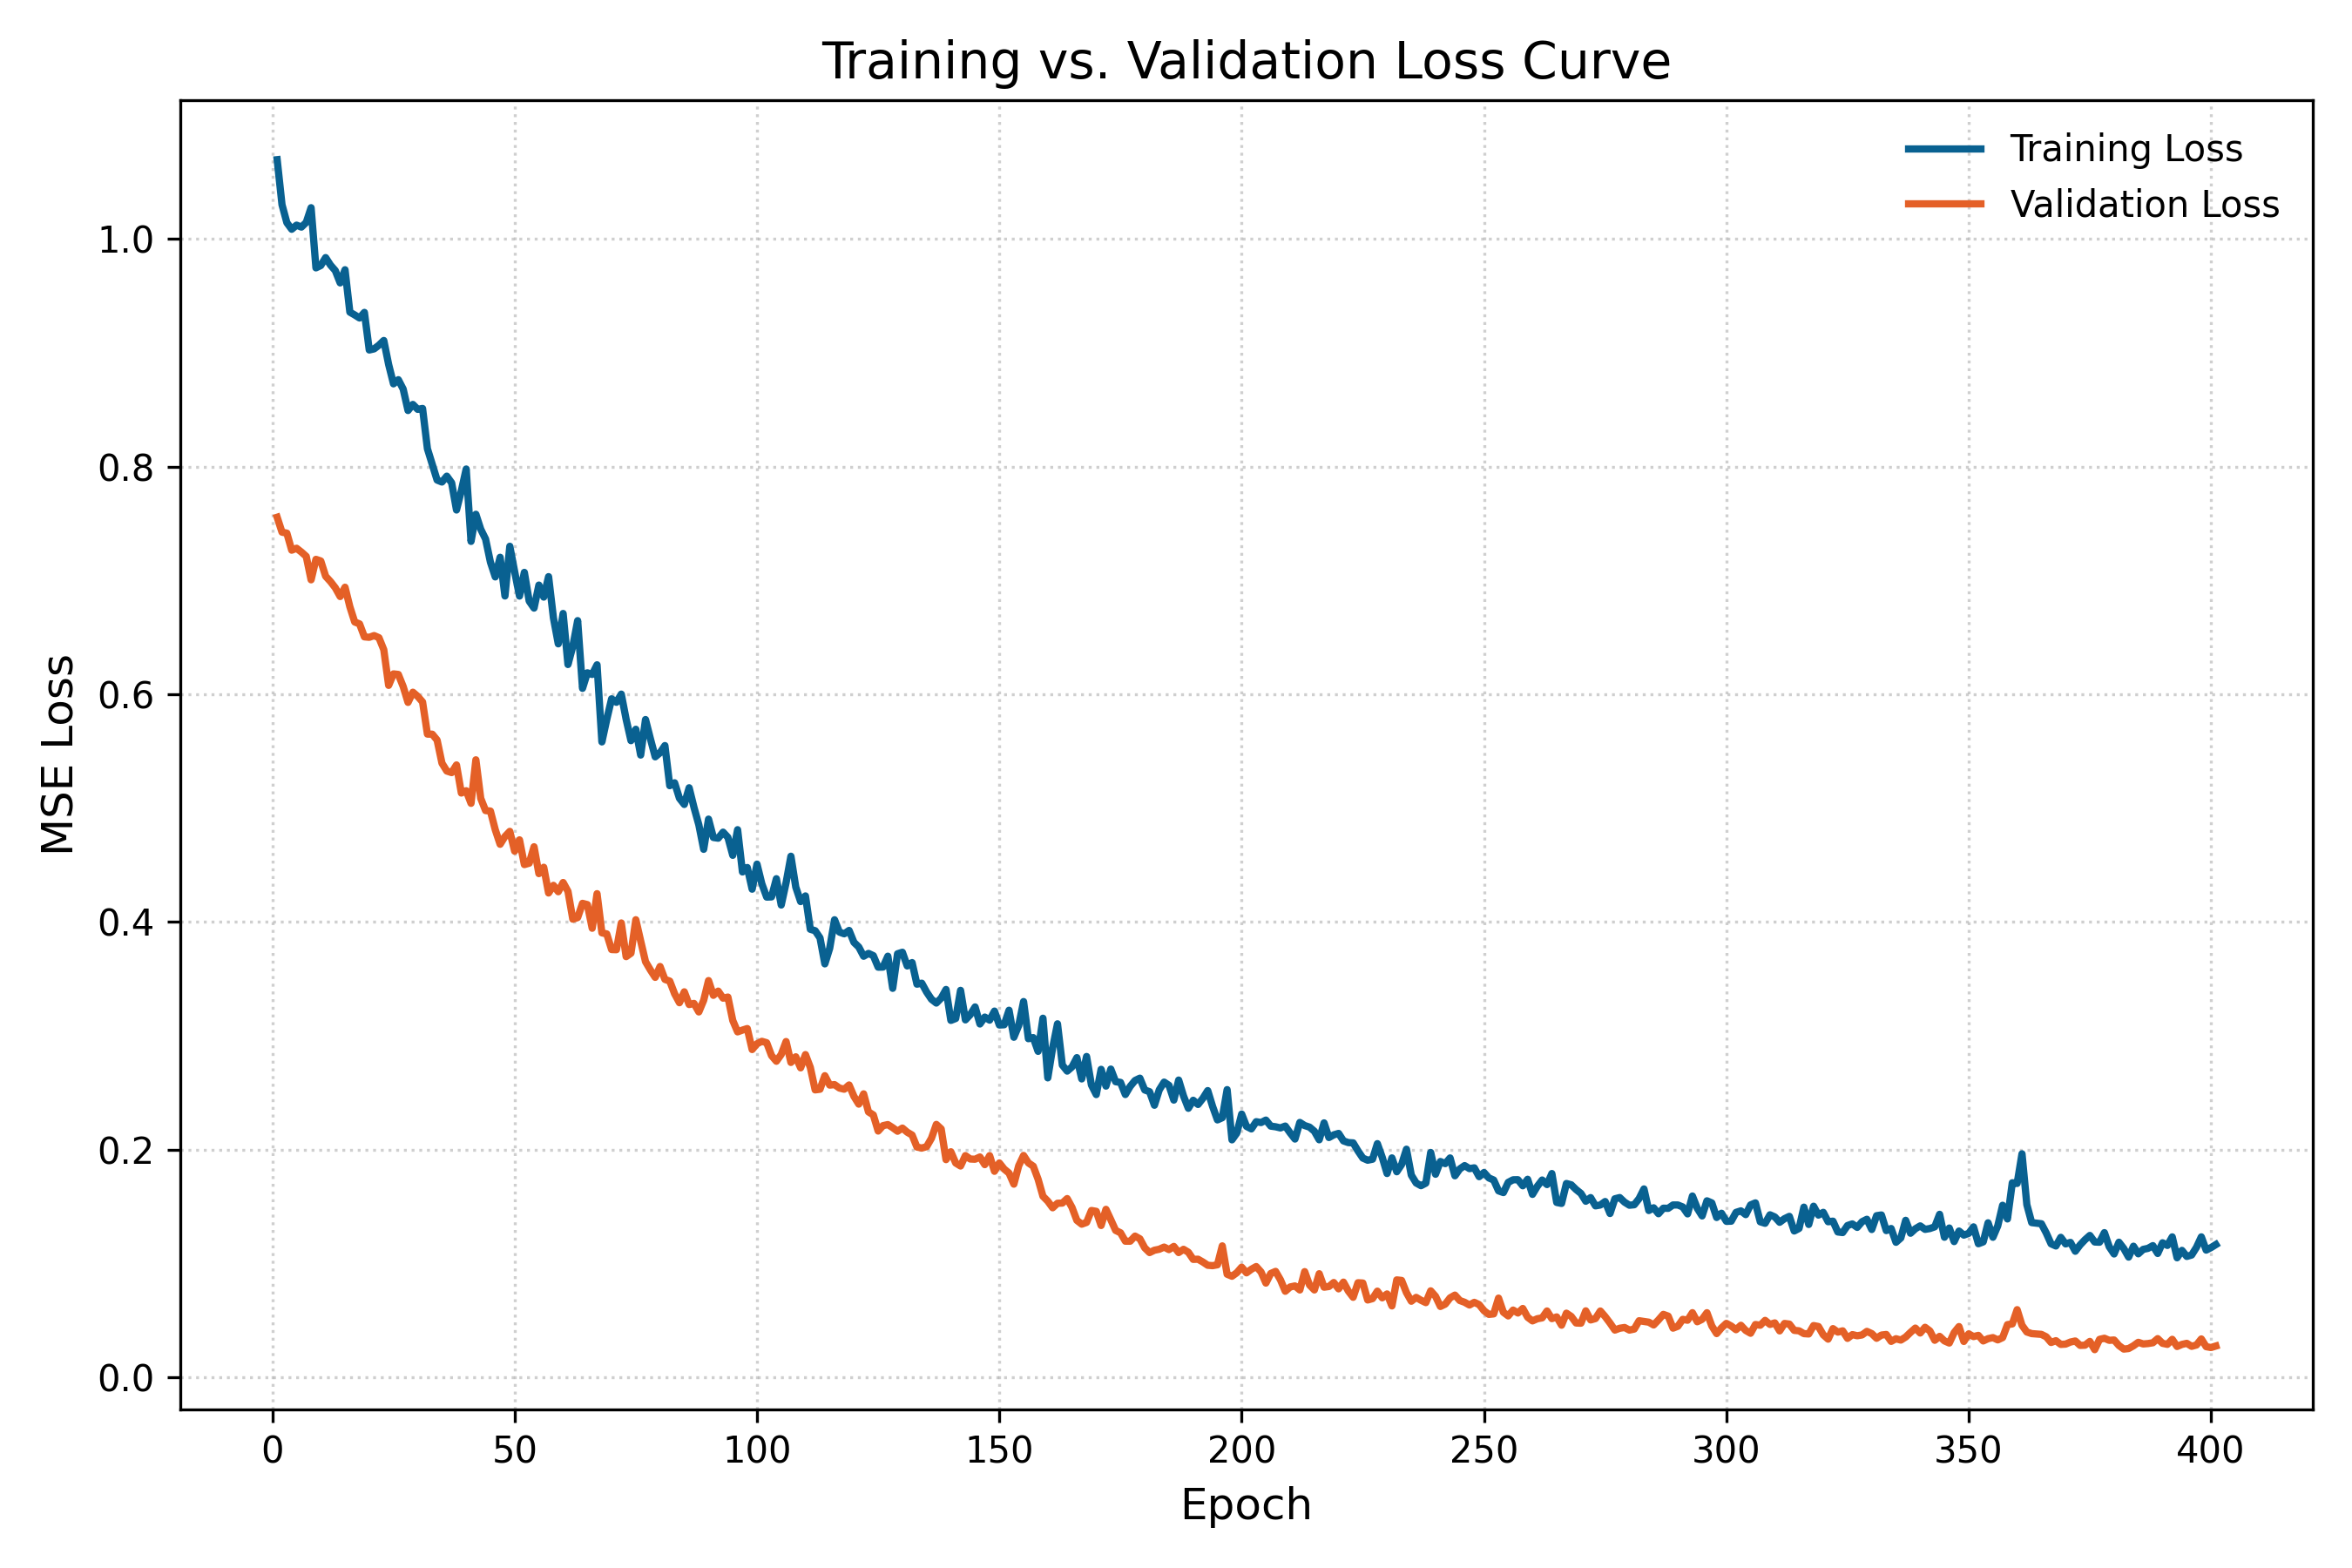 Training vs. Validation Loss Curve
Training Loss
Validation Loss
MSE Loss
1.0
0.8
0.6
0.4
0.2
0.0
0 50 100 150 200 250 300 350 400
Epoch